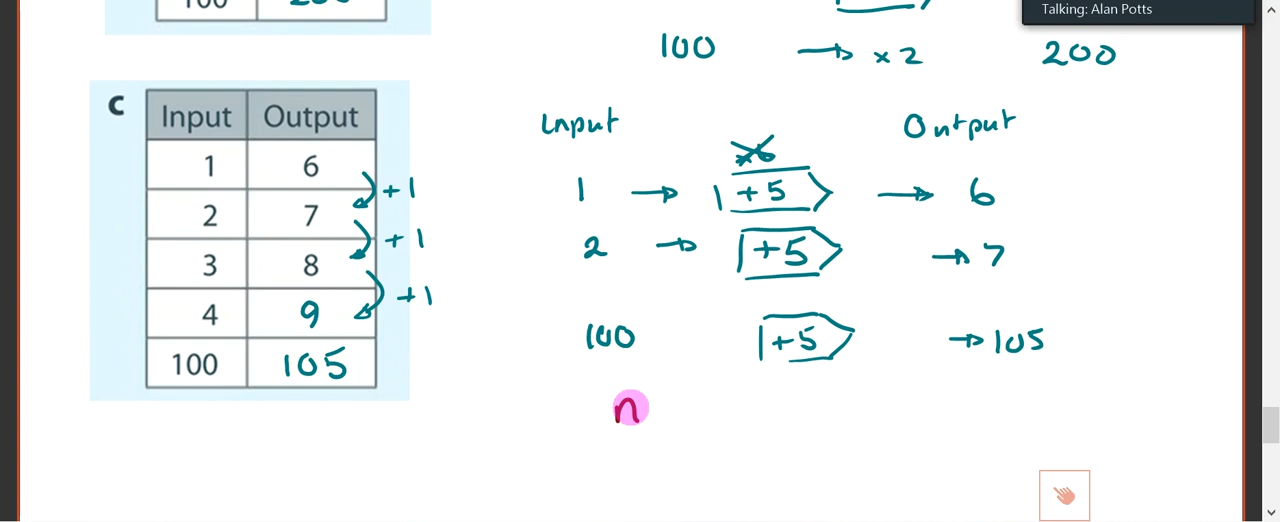 100
Talking: Alan Potts
100 → ×2 200
C
Input Output
1 6
2 7
3 8
4 9
100 105
+1
+1
+1
Input Output
×6
1 → +5 → 6
2 → +5 → 7
100 +5 → 105
n